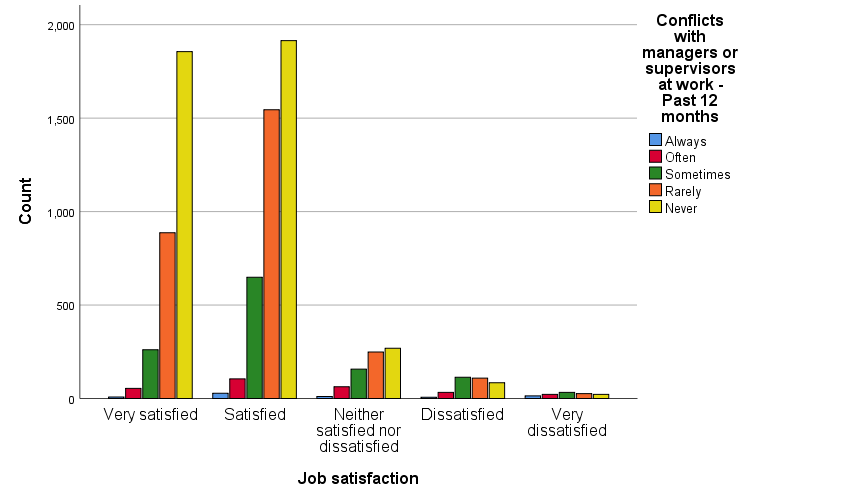 2,000
1,500
1,000
500
0
Count
Very satisfied
Satisfied
Neither
satisfied nor
dissatisfied
Dissatisfied
Very
dissatisfied
Job satisfaction
Conflicts
with
managers or
supervisors
at work -
Past 12
months
Always
Often
Sometimes
Rarely
Never